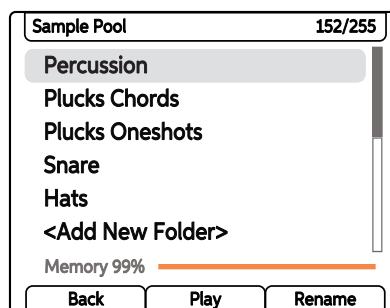 Sample Pool 152/255
Percussion
Plucks Chords
Plucks Oneshots
Snare
Hats
<Add New Folder>
Memory 99%
Back Play Rename